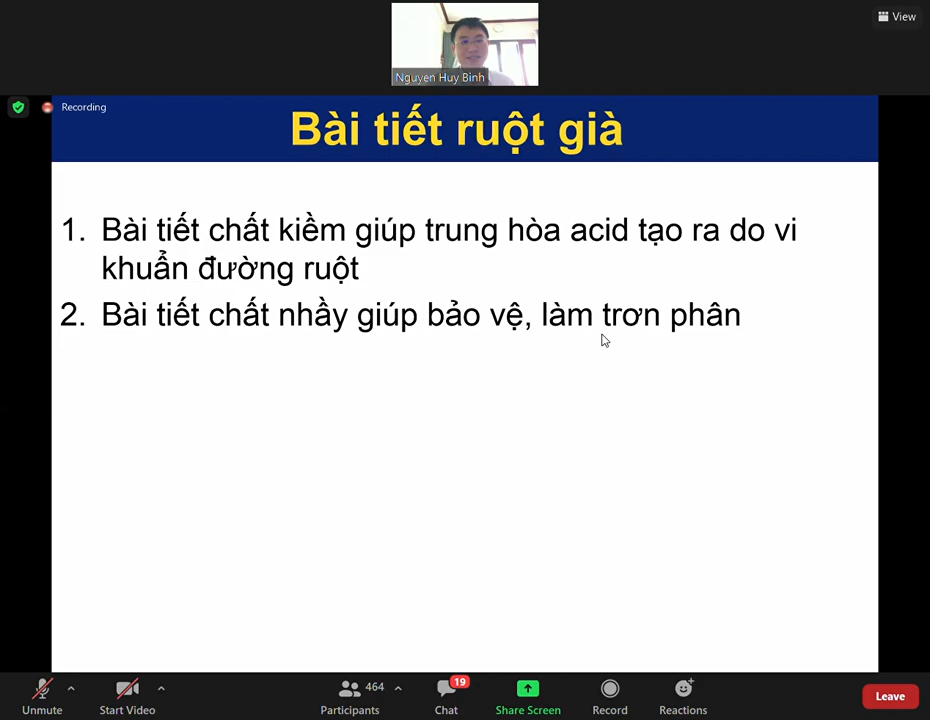 View
Nguyen Huy Binh
Recording
Bài tiết ruột già
1. Bài tiết chất kiềm giúp trung hòa acid tạo ra do vi
khuẩn đường ruột
2. Bài tiết chất nhầy giúp bảo vệ, làm trơn phân
464
19
Unmute
Start Video
Participants
Chat
Share Screen
Record
Reactions
Leave